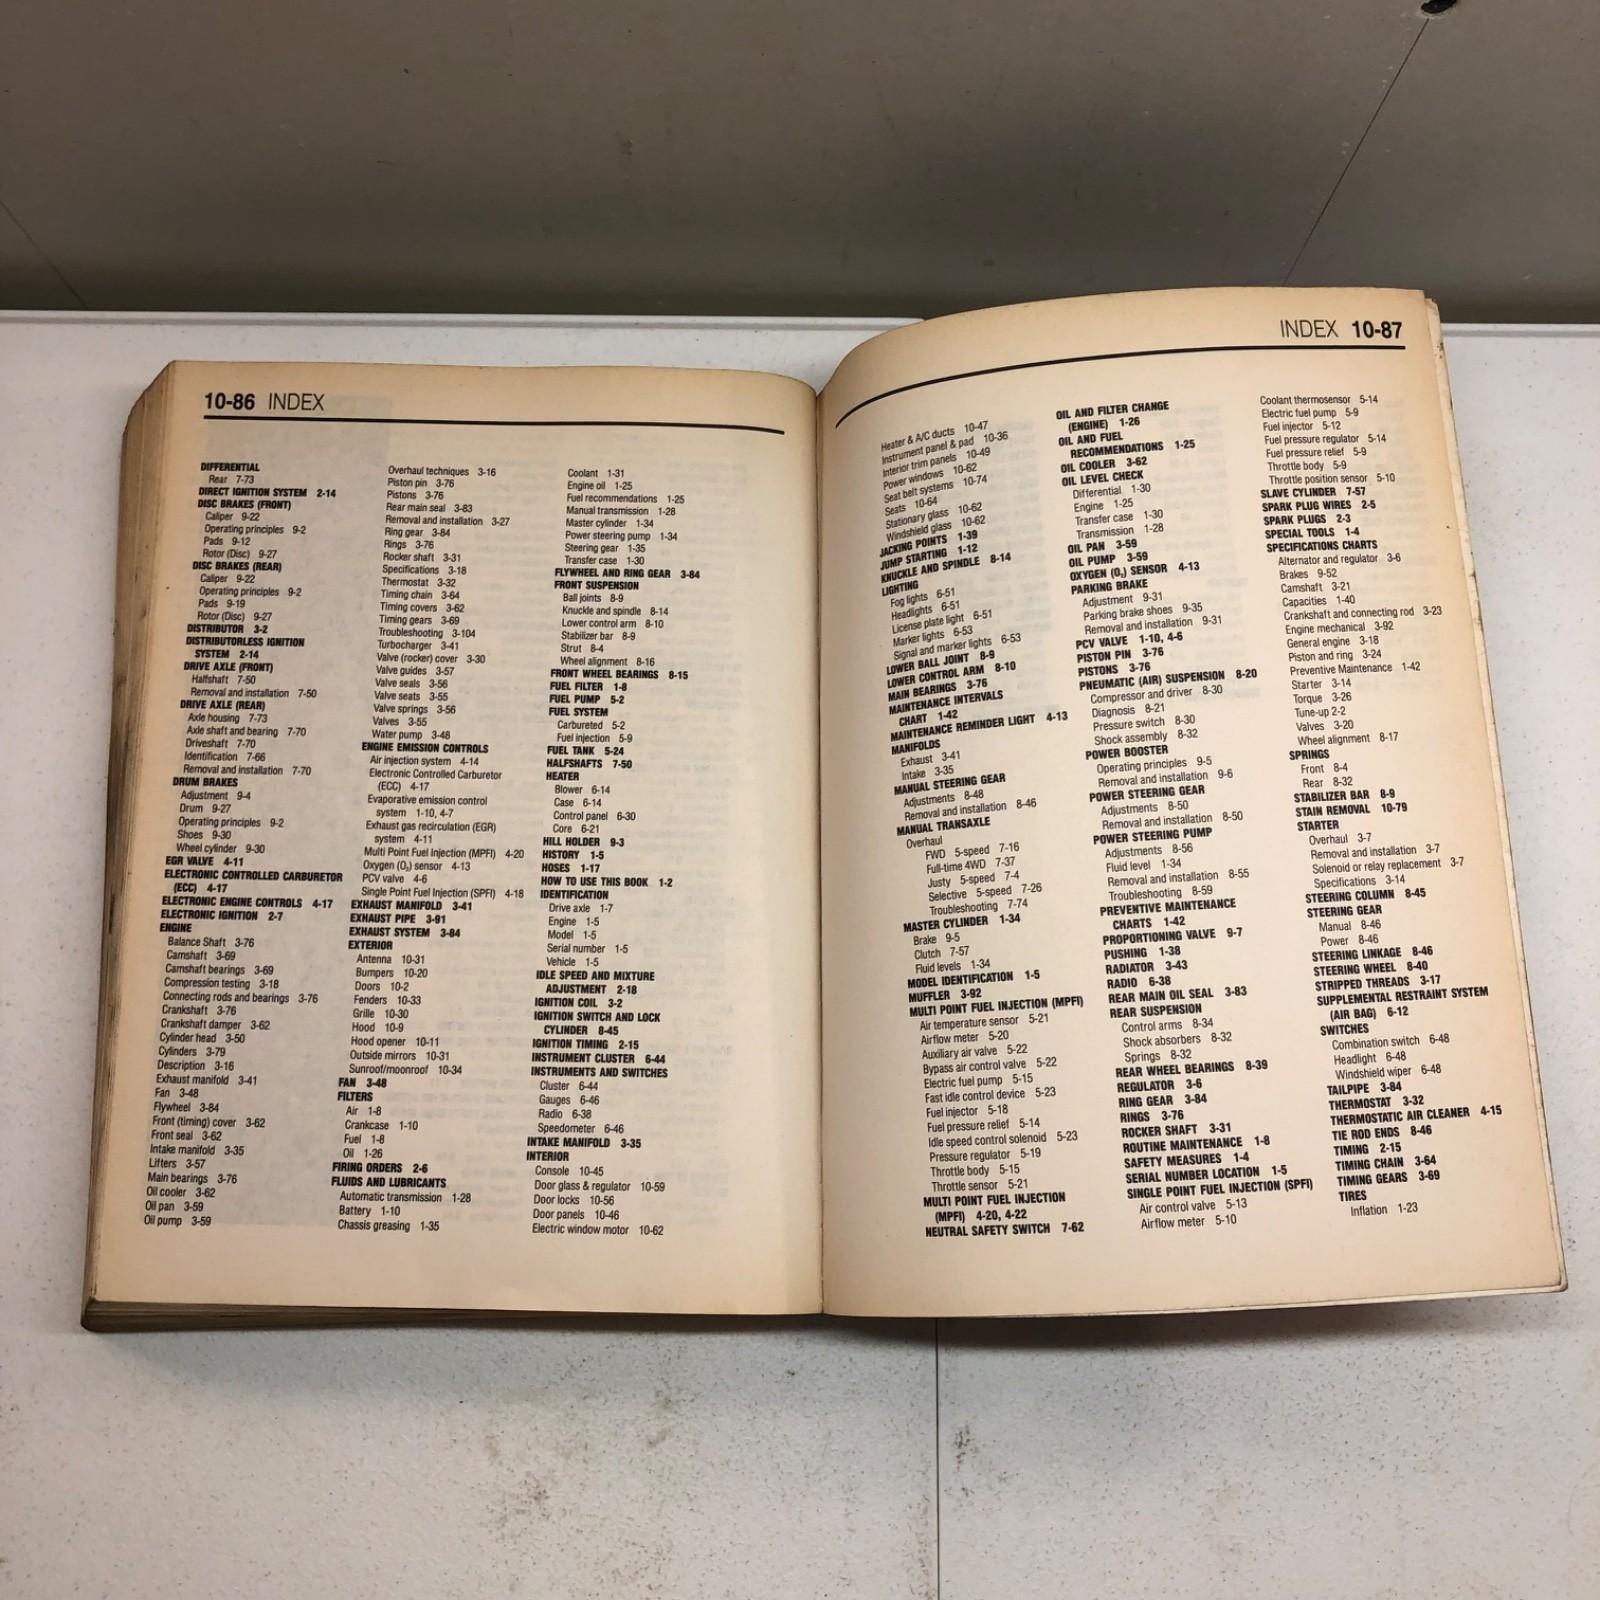 10-86 INDEX
DIFFERENTIAL
Rear 7-73
DIRECT IGNITION SYSTEM 2-14
DISC BRAKES (FRONT)
Caliper 9-22
Operating principles 9-2
Pads 9-12
Rotor (Disc) 9-27
DISC BRAKES (REAR)
Caliper 9-22
Operating principles 9-2
Pads 9-19
Rotor (Disc) 9-27
DISTRIBUTOR 3-2
DISTRIBUTORLESS IGNITION
SYSTEM 2-14
DRIVE AXLE (FRONT)
Halfshaft 7-50
Removal and installation 7-50
DRIVE AXLE (REAR)
Axle housing 7-73
Axle shaft and bearing 7-70
Driveshaft 7-70
Identification 7-66
Removal and installation 7-70
DRUM BRAKES
Adjustment 9-4
Drum 9-27
Operating principles 9-2
Shoes 9-30
Wheel cylinder 9-30
EGR VALVE 4-11
ELECTRONIC CONTROLLED CARBURETOR
(ECC) 4-17
ELECTRONIC ENGINE CONTROLS 4-17
ELECTRONIC IGNITION 2-7
ENGINE
Balance Shaft 3-76
Camshaft 3-69
Camshaft bearings 3-69
Compression testing 3-18
Connecting rods and bearings 3-76
Crankshaft 3-76
Crankshaft damper 3-62
Cylinder head 3-50
Cylinders 3-79
Description 3-16
Exhaust manifold 3-41
Fan 3-48
Flywheel 3-84
Front (timing) cover 3-62
Front seal 3-62
Intake manifold 3-35
Lifters 3-57
Main bearings 3-76
Oil cooler 3-62
Oil pan 3-59
Oil pump 3-59
Overhaul techniques 3-16
Piston pin 3-76
Pistons 3-76
Rear main seal 3-83
Removal and installation 3-27
Ring gear 3-84
Rings 3-76
Rocker shaft 3-31
Specifications 3-18
Thermostat 3-32
Timing chain 3-64
Timing covers 3-62
Timing gears 3-69
Troubleshooting 3-104
Turbocharger 3-41
Valve (rocker) cover 3-30
Valve guides 3-57
Valve seals 3-56
Valve seats 3-55
Valve springs 3-56
Valves 3-55
Water pump 3-48
ENGINE EMISSION CONTROLS
Air injection system 4-14
Electronic Controlled Carburetor
(ECC) 4-17
Evaporative emission control
system 1-10, 4-7
Exhaust gas recirculation (EGR)
system 4-11
Multi Point Fuel Injection (MPFI) 4-20
Oxygen (O₂) sensor 4-13
PCV valve 4-6
Single Point Fuel Injection (SPFI) 4-18
EXHAUST MANIFOLD 3-41
EXHAUST PIPE 3-91
EXHAUST SYSTEM 3-84
EXTERIOR
Antenna 10-31
Bumpers 10-20
Doors 10-2
Fenders 10-33
Grille 10-30
Hood 10-9
Hood opener 10-11
Outside mirrors 10-31
Sunroof/moonroof 10-34
FAN 3-48
FILTERS
Air 1-8
Crankcase 1-10
Fuel 1-8
Oil 1-26
FIRING ORDERS 2-6
FLUIDS AND LUBRICANTS
Automatic transmission 1-28
Battery 1-10
Chassis greasing 1-35
Coolant 1-31
Engine oil 1-25
Fuel recommendations 1-25
Manual transmission 1-28
Master cylinder 1-34
Power steering pump 1-34
Steering gear 1-35
Transfer case 1-30
FLYWHEEL AND RING GEAR 3-84
FRONT SUSPENSION
Ball joints 8-9
Knuckle and spindle 8-14
Lower control arm 8-10
Stabilizer bar 8-9
Strut 8-4
Wheel alignment 8-16
FRONT WHEEL BEARINGS 8-15
FUEL FILTER 1-8
FUEL PUMP 5-2
FUEL SYSTEM
Carbureted 5-2
Fuel injection 5-9
FUEL TANK 5-24
HALFSHAFTS 7-50
HEATER
Blower 6-14
Case 6-14
Control panel 6-30
Core 6-21
HILL HOLDER 9-3
HISTORY 1-5
HOSES 1-17
HOW TO USE THIS BOOK 1-2
IDENTIFICATION
Drive axle 1-7
Engine 1-5
Model 1-5
Serial number 1-5
Vehicle 1-5
IDLE SPEED AND MIXTURE
ADJUSTMENT 2-18
IGNITION COIL 3-2
IGNITION SWITCH AND LOCK
CYLINDER 8-45
IGNITION TIMING 2-15
INSTRUMENT CLUSTER 6-44
INSTRUMENTS AND SWITCHES
Cluster 6-44
Gauges 6-46
Radio 6-38
Speedometer 6-46
INTAKE MANIFOLD 3-35
INTERIOR
Console 10-45
Door glass & regulator 10-59
Door locks 10-56
Door panels 10-46
Electric window motor 10-62
INDEX 10-87
Heater & A/C ducts 10-47
Instrument panel & pad 10-36
Interior trim panels 10-49
Power windows 10-62
Seat belt systems 10-74
Seats 10-64
Stationary glass 10-62
Windshield glass 10-62
JACKING POINTS 1-39
JUMP STARTING 1-12
KNUCKLE AND SPINDLE 8-14
LIGHTING
Fog lights 6-51
Headlights 6-51
License plate light 6-51
Marker lights 6-53
Signal and marker lights 6-53
LOWER BALL JOINT 8-9
LOWER CONTROL ARM 8-10
MAIN BEARINGS 3-76
MAINTENANCE INTERVALS
CHART 1-42
MAINTENANCE REMINDER LIGHT 4-13
MANIFOLDS
Exhaust 3-41
Intake 3-35
MANUAL STEERING GEAR
Adjustments 8-48
Removal and installation 8-46
MANUAL TRANSAXLE
Overhaul
FWD 5-speed 7-16
Full-time 4WD 7-37
Justy 5-speed 7-4
Selective 5-speed 7-26
Troubleshooting 7-74
MASTER CYLINDER 1-34
Brake 9-5
Clutch 7-57
Fluid levels 1-34
MODEL IDENTIFICATION 1-5
MUFFLER 3-92
MULTI POINT FUEL INJECTION (MPFI)
Air temperature sensor 5-21
Airflow meter 5-20
Auxiliary air valve 5-22
Bypass air control valve 5-22
Electric fuel pump 5-15
Fast idle control device 5-23
Fuel injector 5-18
Fuel pressure relief 5-14
Idle speed control solenoid 5-23
Pressure regulator 5-19
Throttle body 5-15
Throttle sensor 5-21
MULTI POINT FUEL INJECTION
(MPFI) 4-20, 4-22
NEUTRAL SAFETY SWITCH 7-62
OIL AND FILTER CHANGE
(ENGINE) 1-26
OIL AND FUEL
RECOMMENDATIONS 1-25
OIL COOLER 3-62
OIL LEVEL CHECK
Differential 1-30
Engine 1-25
Transfer case 1-30
Transmission 1-28
OIL PAN 3-59
OIL PUMP 3-59
OXYGEN (O₂) SENSOR 4-13
PARKING BRAKE
Adjustment 9-31
Parking brake shoes 9-35
Removal and installation 9-31
PCV VALVE 1-10, 4-6
PISTON PIN 3-76
PISTONS 3-76
PNEUMATIC (AIR) SUSPENSION 8-20
Compressor and driver 8-30
Diagnosis 8-21
Pressure switch 8-30
Shock assembly 8-32
POWER BOOSTER
Operating principles 9-5
Removal and installation 9-6
POWER STEERING GEAR
Adjustments 8-50
Removal and installation 8-50
POWER STEERING PUMP
Adjustments 8-56
Fluid level 1-34
Removal and installation 8-55
Troubleshooting 8-59
PREVENTIVE MAINTENANCE
CHARTS 1-42
PROPORTIONING VALVE 9-7
PUSHING 1-38
RADIATOR 3-43
RADIO 6-38
REAR MAIN OIL SEAL 3-83
REAR SUSPENSION
Control arms 8-34
Shock absorbers 8-32
Springs 8-32
REAR WHEEL BEARINGS 8-39
REGULATOR 3-6
RING GEAR 3-84
RINGS 3-76
ROCKER SHAFT 3-31
ROUTINE MAINTENANCE 1-8
SAFETY MEASURES 1-4
SERIAL NUMBER LOCATION 1-5
SINGLE POINT FUEL INJECTION (SPFI)
Air control valve 5-13
Airflow meter 5-10
Coolant thermosensor 5-14
Electric fuel pump 5-9
Fuel injector 5-12
Fuel pressure regulator 5-14
Fuel pressure relief 5-9
Throttle body 5-9
Throttle position sensor 5-10
SLAVE CYLINDER 7-57
SPARK PLUG WIRES 2-5
SPARK PLUGS 2-3
SPECIAL TOOLS 1-4
SPECIFICATIONS CHARTS
Alternator and regulator 3-6
Brakes 9-52
Camshaft 3-21
Capacities 1-40
Crankshaft and connecting rod 3-23
Engine mechanical 3-92
General engine 3-18
Piston and ring 3-24
Preventive Maintenance 1-42
Starter 3-14
Torque 3-26
Tune-up 2-2
Valves 3-20
Wheel alignment 8-17
SPRINGS
Front 8-4
Rear 8-32
STABILIZER BAR 8-9
STAIN REMOVAL 10-79
STARTER
Overhaul 3-7
Removal and installation 3-7
Solenoid or relay replacement 3-7
Specifications 3-14
STEERING COLUMN 8-45
STEERING GEAR
Manual 8-46
Power 8-46
STEERING LINKAGE 8-46
STEERING WHEEL 8-40
STRIPPED THREADS 3-17
SUPPLEMENTAL RESTRAINT SYSTEM
(AIR BAG) 6-12
SWITCHES
Combination switch 6-48
Headlight 6-48
Windshield wiper 6-48
TAILPIPE 3-84
THERMOSTAT 3-32
THERMOSTATIC AIR CLEANER 4-15
TIE ROD ENDS 8-46
TIMING 2-15
TIMING CHAIN 3-64
TIMING GEARS 3-69
TIRES
Inflation 1-23